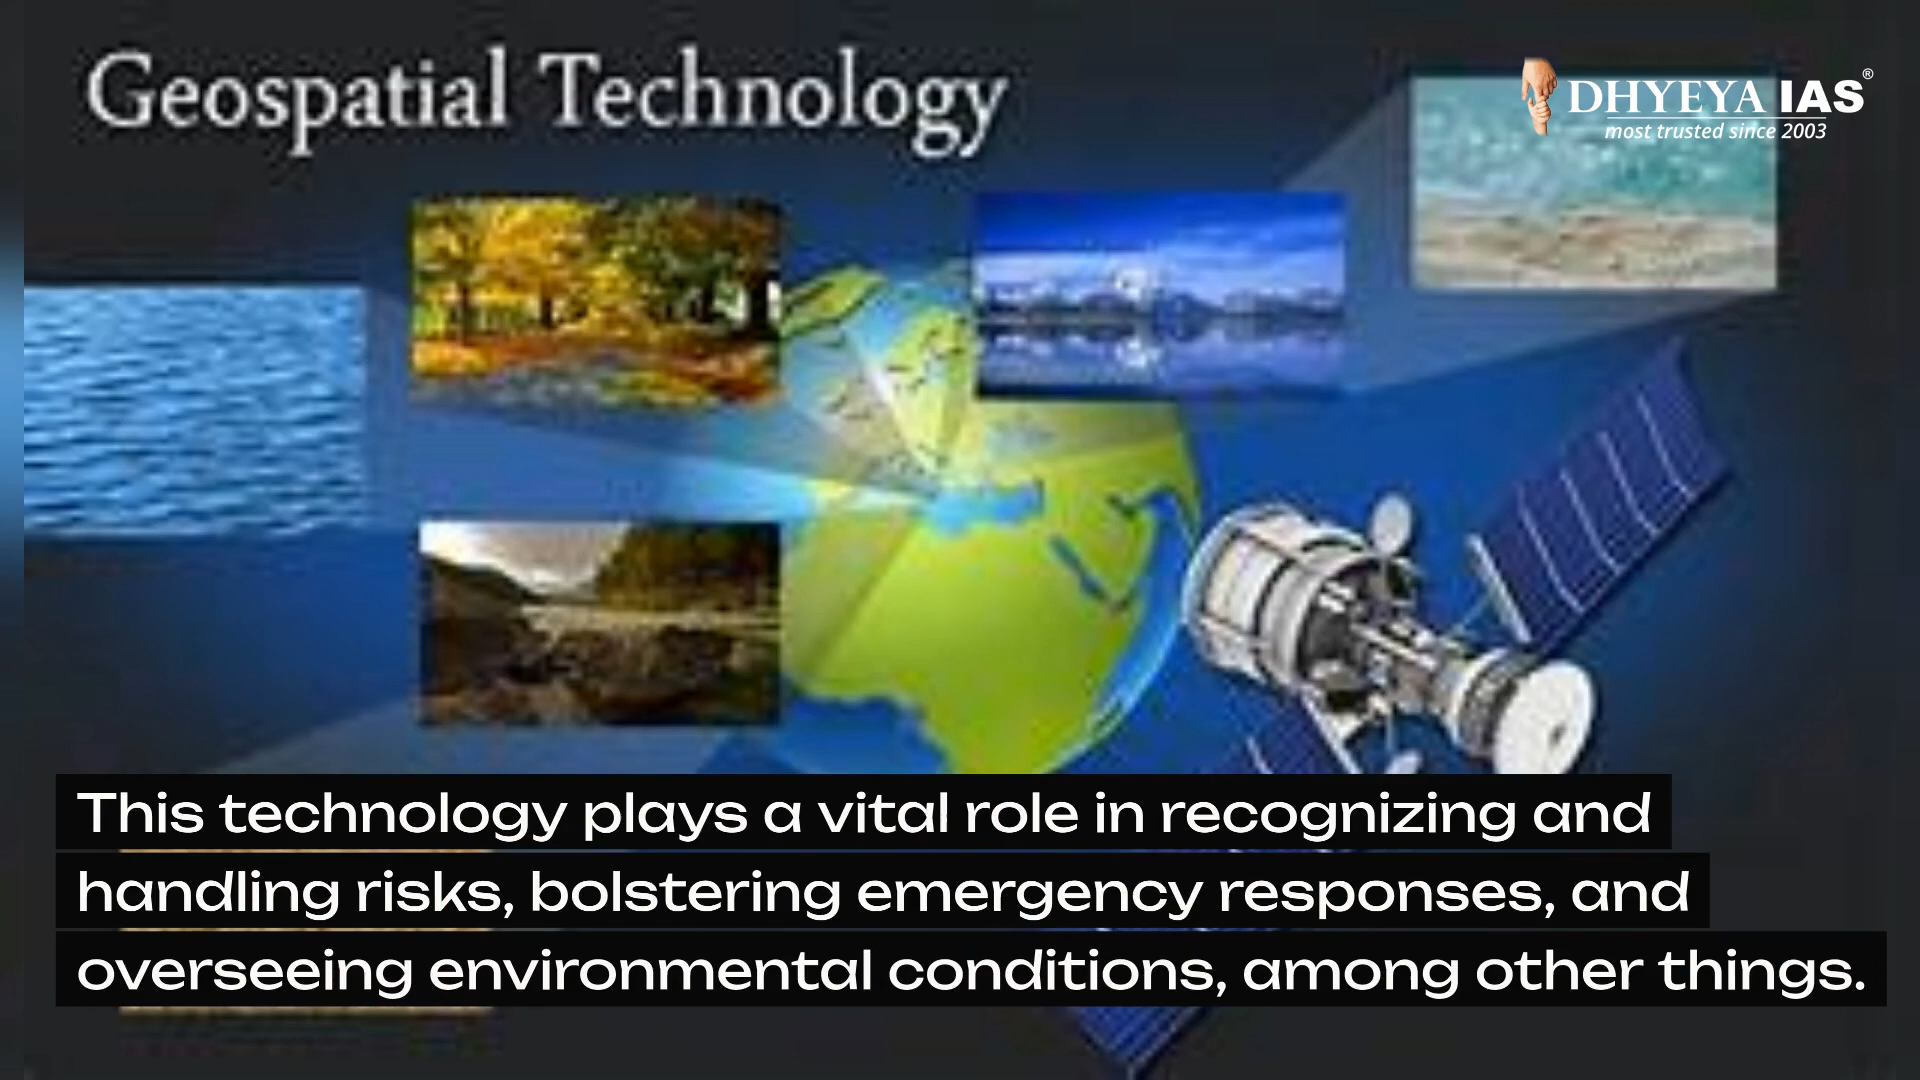 Geospatial Technology
DHYEYA IAS®
most trusted since 2003
This technology plays a vital role in recognizing and
handling risks, bolstering emergency responses, and
overseeing environmental conditions, among other things.